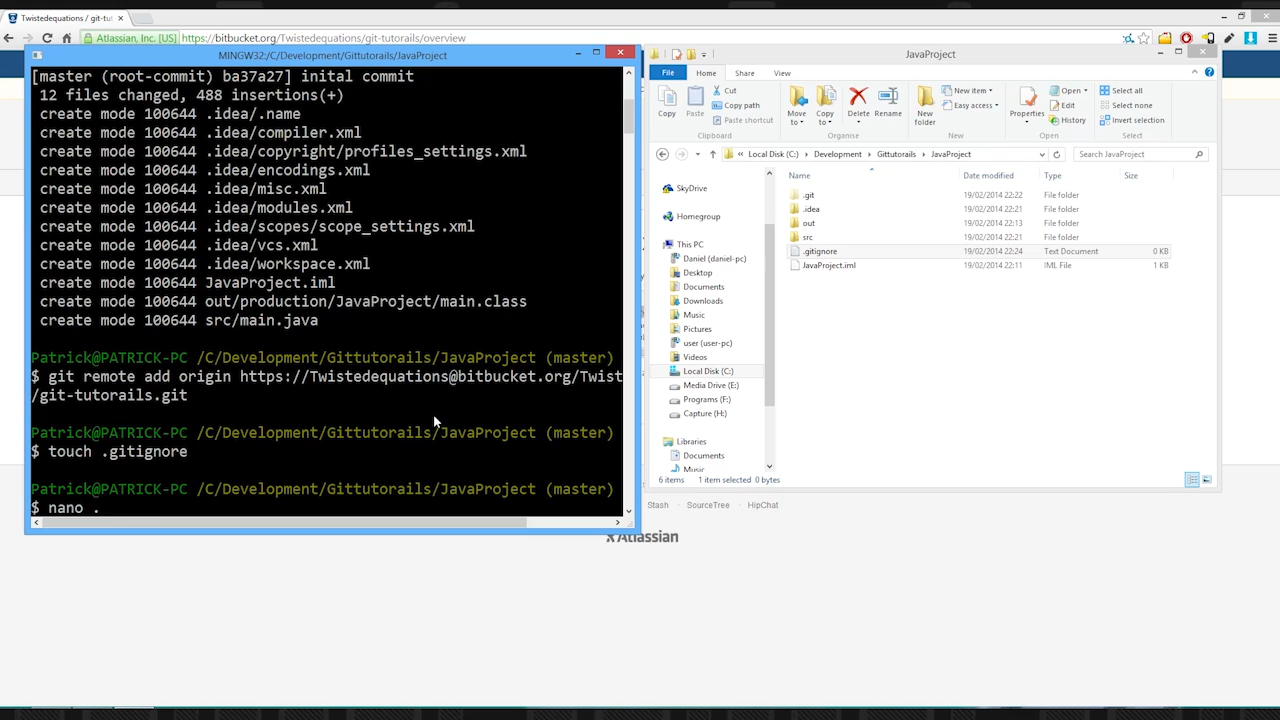 Twistedequations / git-tutc
Atlassian, Inc. [US]
https://bitbucket.org/Twistedequations/git-tutorails/overview
MINGW32:/C/Development/Gittutorails/JavaProject
[master (root-commit) ba37a27] inital commit
12 files changed, 488 insertions(+)
create mode 100644 .idea/.name
create mode 100644 .idea/compiler.xml
create mode 100644 .idea/copyright/profiles_settings.xml
create mode 100644 .idea/encodings.xml
create mode 100644 .idea/misc.xml
create mode 100644 .idea/modules.xml
create mode 100644 .idea/scopes/scope_settings.xml
create mode 100644 .idea/vcs.xml
create mode 100644 .idea/workspace.xml
create mode 100644 JavaProject.iml
create mode 100644 out/production/JavaProject/main.class
create mode 100644 src/main.java
Patrick@PATRICK-PC /C/Development/Gittutorails/JavaProject (master)
$ git remote add origin https://Twistedequations@bitbucket.org/Twist
/git-tutorails.git
Patrick@PATRICK-PC /C/Development/Gittutorails/JavaProject (master)
$ touch .gitignore
Patrick@PATRICK-PC /C/Development/Gittutorails/JavaProject (master)
$ nano .
JavaProject
File Home Share View
Copy
Paste
Cut
Copy path
Paste shortcut
Clipboard
Move to
Copy to
Delete
Rename
Organise
New folder
New item
Easy access
New
Properties
Open
Edit
History
Open
Select all
Select none
Invert selection
Select
« Local Disk (C:) Development Gittutorails JavaProject
Search JavaProject
Name Date modified Type Size
.git 19/02/2014 22:22 File folder
.idea 19/02/2014 22:21 File folder
out 19/02/2014 22:13 File folder
src 19/02/2014 22:21 File folder
.gitignore 19/02/2014 22:24 Text Document 0 KB
JavaProject.iml 19/02/2014 22:11 IML File 1 KB
SkyDrive
Homegroup
This PC
Daniel (daniel-pc)
Desktop
Documents
Downloads
Music
Pictures
user (user-pc)
Videos
Local Disk (C:)
Media Drive (E:)
Programs (F:)
Capture (H:)
Libraries
Documents
Music
6 items 1 item selected 0 bytes
Stash SourceTree HipChat
Atlassian